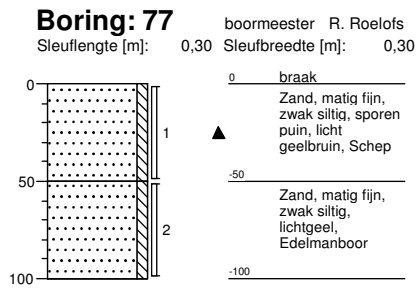 Boring: 77 boormeester R. Roelofs
Sleuflengte [m]: 0,30 Sleufbreedte [m]: 0,30
0 0 braak
Zand, matig fijn,
zwak siltig, sporen
puin, licht
geelbruin, Schep
1
50 -50
Zand, matig fijn,
zwak siltig,
lichtgeel,
Edelmanboor
2
100 -100